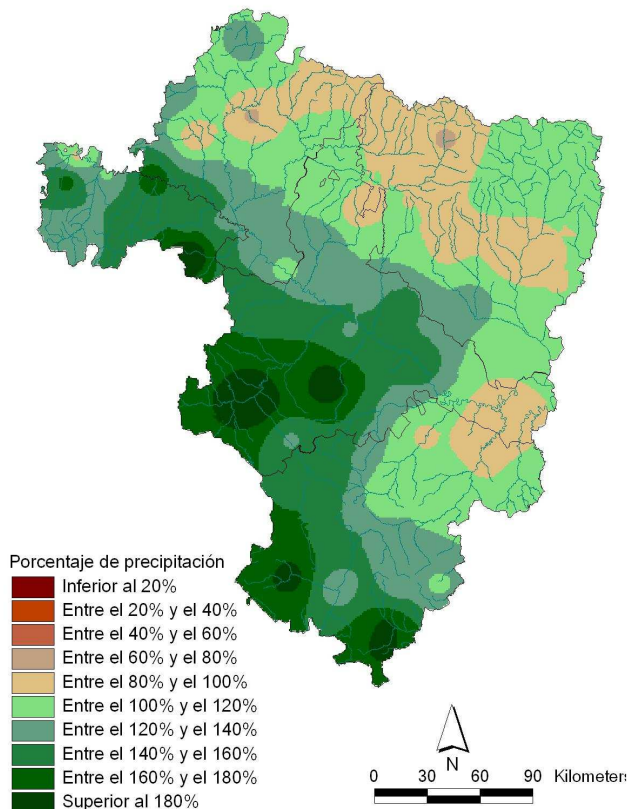 Porcentaje de precipitación
Inferior al 20%
Entre el 20% y el 40%
Entre el 40% y el 60%
Entre el 60% y el 80%
Entre el 80% y el 100%
Entre el 100% y el 120%
Entre el 120% y el 140%
Entre el 140% y el 160%
Entre el 160% y el 180%
Superior al 180%
N
0 30 60 90 Kilometers